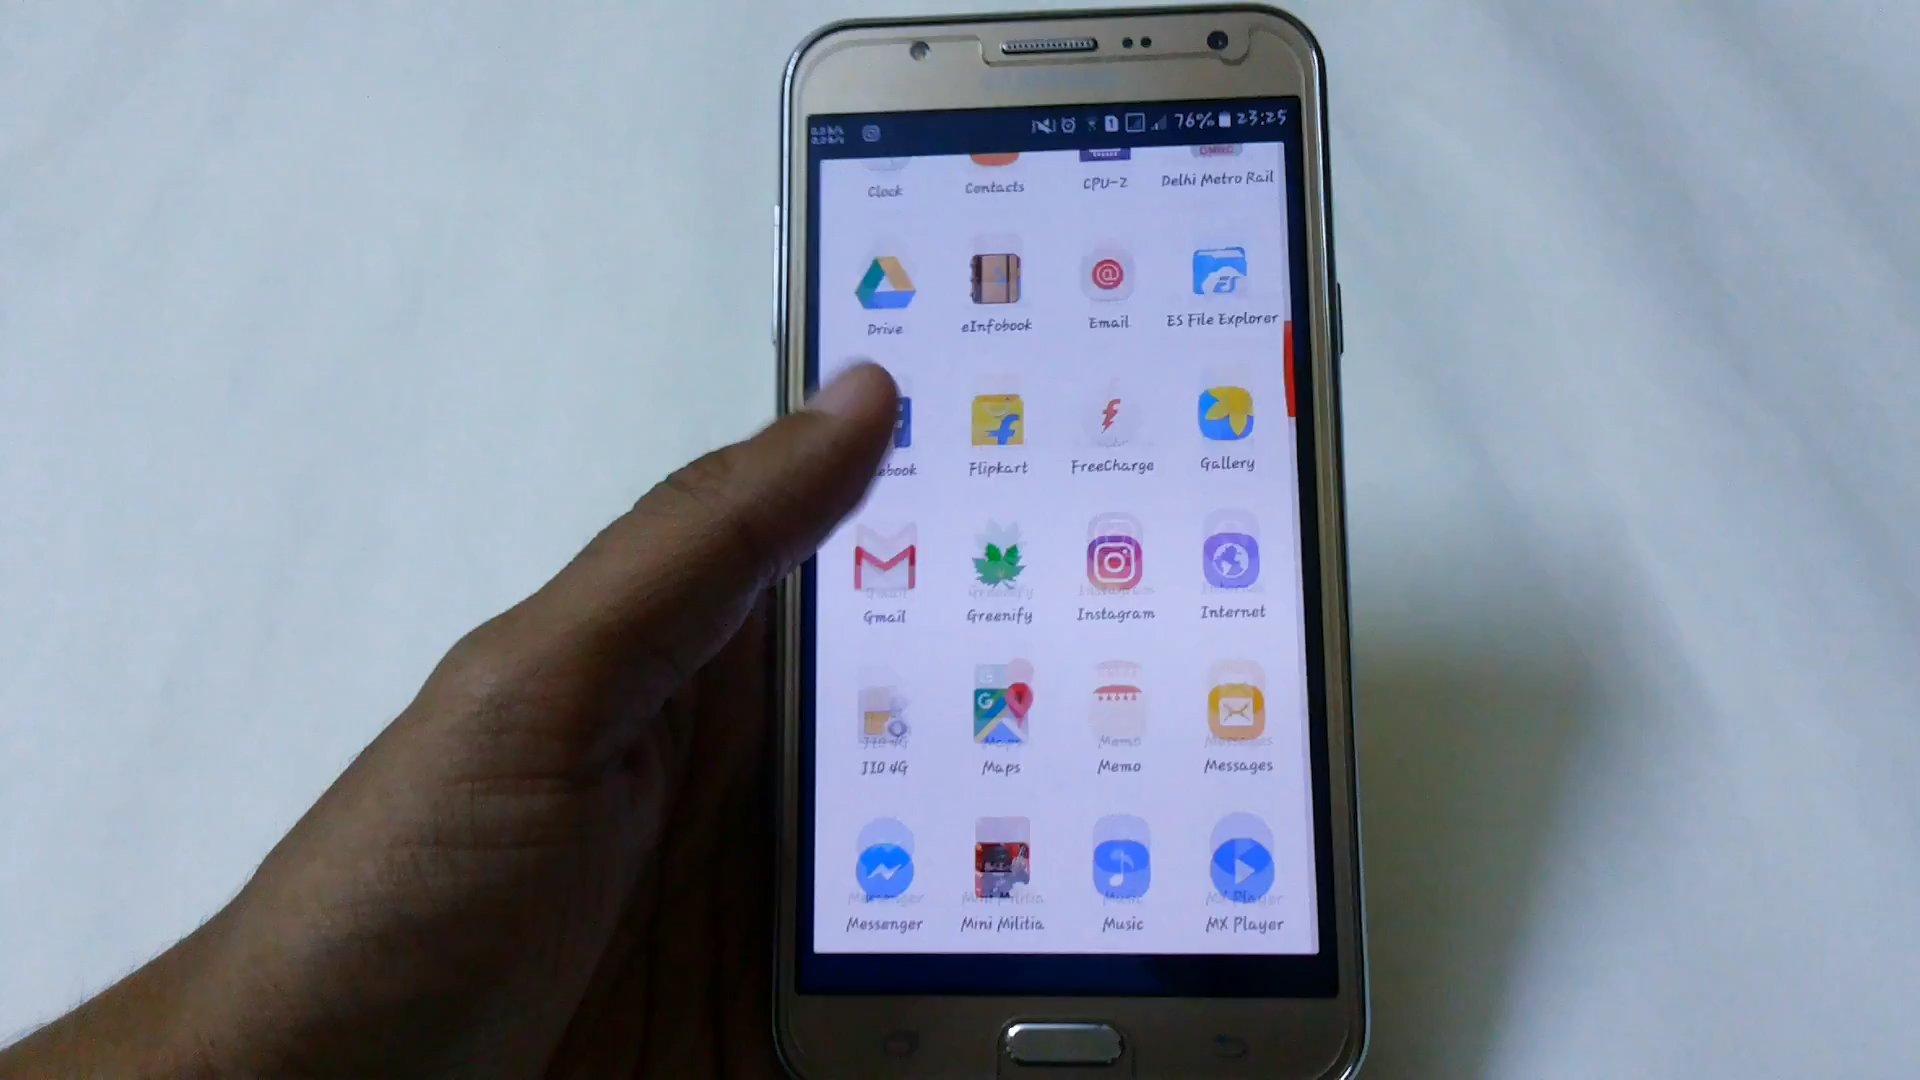 1 76% 23:25
Clock Contacts CPU-Z Delhi Metro Rail
Drive eInfobook Email ES File Explorer
ebook Flipkart FreeCharge Gallery
Gmail Greenify Instagram Internet
JIO 4G Maps Memo Messages
Messenger Mini Militia Music MX Player